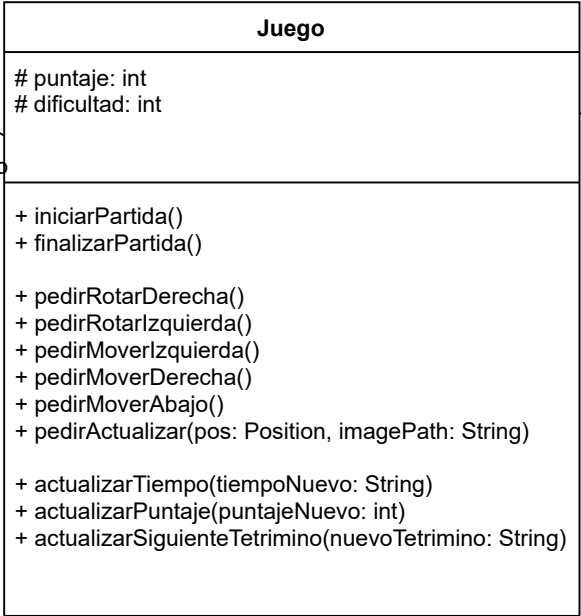 Juego
# puntaje: int
# dificultad: int
o
+ iniciarPartida()
+ finalizarPartida()
+ pedirRotarDerecha()
+ pedirRotarIzquierda()
+ pedirMoverIzquierda()
+ pedirMoverDerecha()
+ pedirMoverAbajo()
+ pedirActualizar(pos: Position, imagePath: String)
+ actualizarTiempo(tiempoNuevo: String)
+ actualizarPuntaje(puntajeNuevo: int)
+ actualizarSiguienteTetrimino(nuevoTetrimino: String)